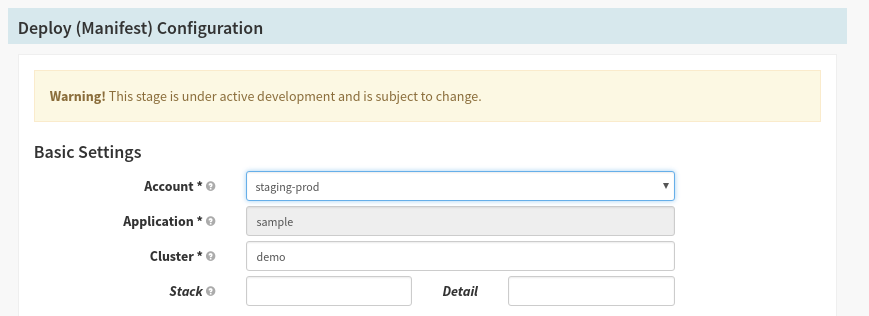 Deploy (Manifest) Configuration
Warning! This stage is under active development and is subject to change.
Basic Settings
Account * staging-prod
Application * sample
Cluster * demo
Stack Detail